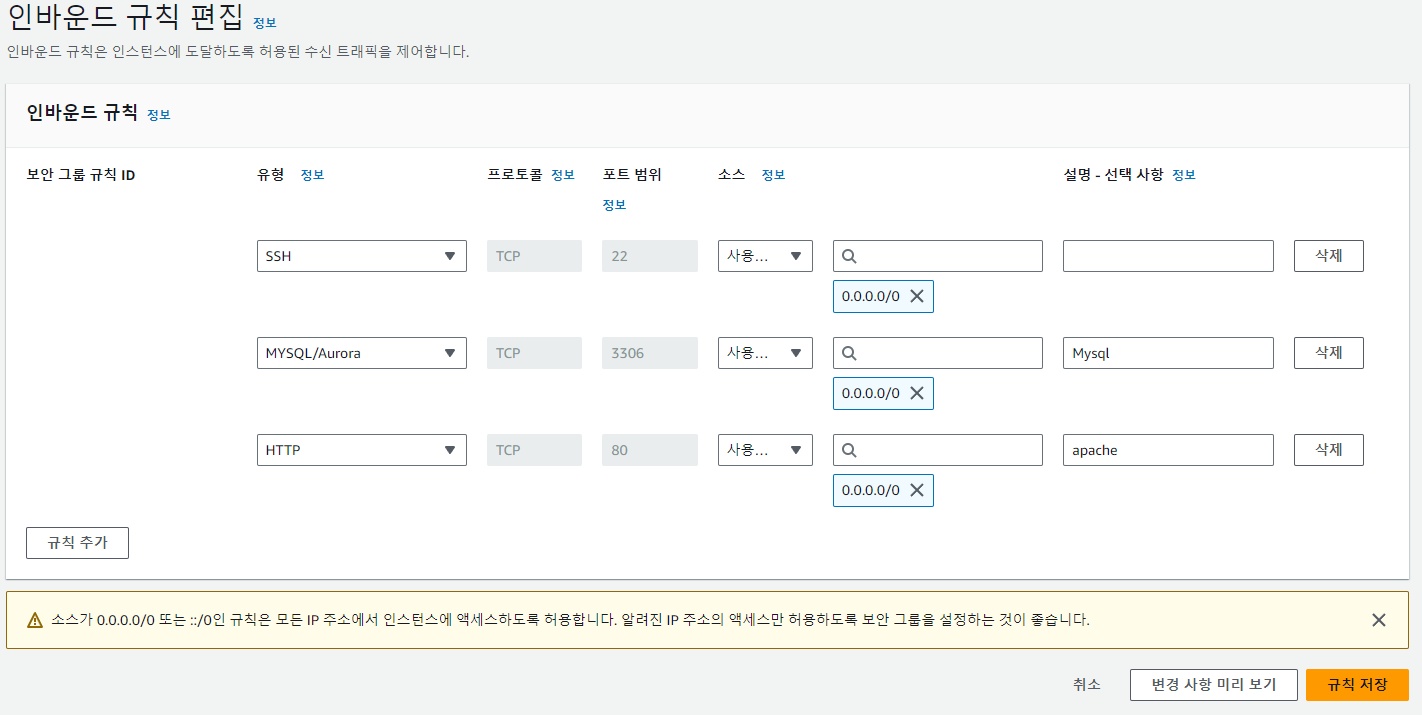 인바운드 규칙 편집 정보
인바운드 규칙은 인스턴스에 도달하도록 허용된 수신 트래픽을 제어합니다.
인바운드 규칙 정보
보안 그룹 규칙 ID 유형 정보 프로토콜 정보 포트 범위 소스 정보 설명 - 선택 사항 정보
정보
SSH TCP 22 사용... 삭제
0.0.0.0/0
MYSQL/Aurora TCP 3306 사용... Mysql 삭제
0.0.0.0/0
HTTP TCP 80 사용... apache 삭제
0.0.0.0/0
규칙 추가
소스가 0.0.0.0/0 또는 ::/0인 규칙은 모든 IP 주소에서 인스턴스에 액세스하도록 허용합니다. 알려진 IP 주소의 액세스만 허용하도록 보안 그룹을 설정하는 것이 좋습니다.
취소 변경 사항 미리 보기 규칙 저장